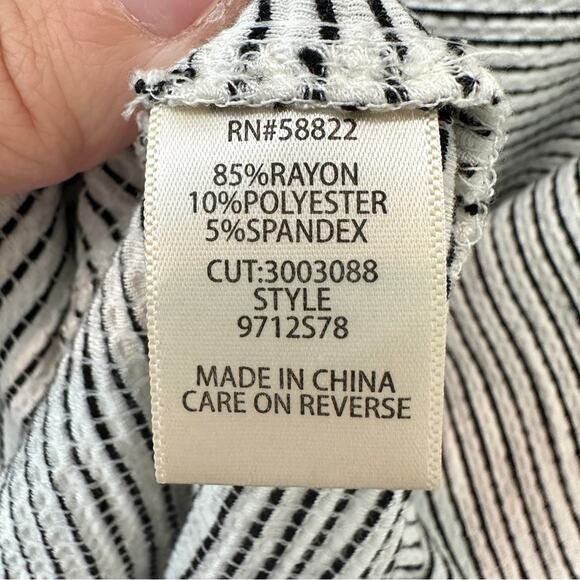 RN#58822
85%RAYON
10%POLYESTER
5%SPANDEX
CUT:3003088
STYLE
9712S78
MADE IN CHINA
CARE ON REVERSE